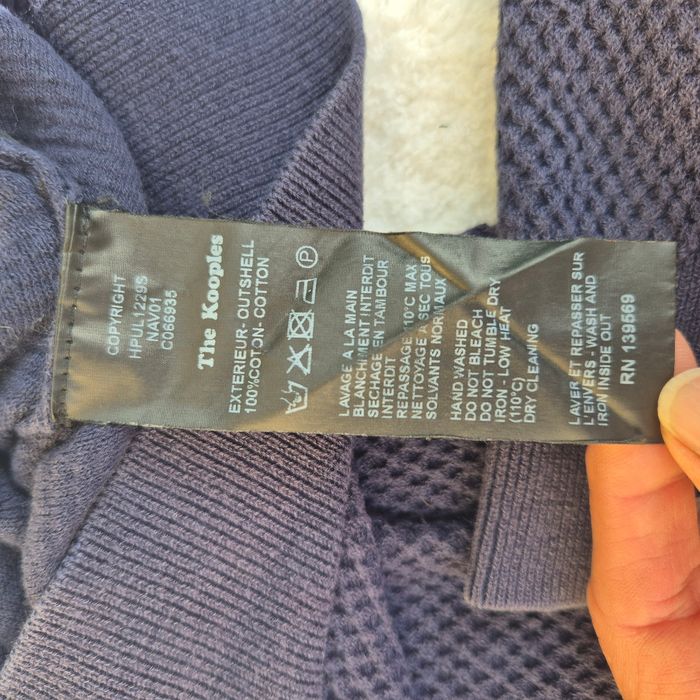 COPYRIGHT
HPUL1229S
NAV01
C066935
The Kooples
EXTERIEUR- OUTSHELL
100%COTON- COTTON
P
LAVAGE A LA MAIN
BLANCHIMENT INTERDIT
SECHAGE EN TAMBOUR
INTERDIT
REPASSAGE 110°C MAX
NETTOYAGE A SEC TOUS
SOLVANTS NORMAUX
HAND WASHED
DO NOT BLEACH
DO NOT TUMBLE DRY
IRON - LOW HEAT
(110°C)
DRY CLEANING
LAVER ET REPASSER SUR
L'ENVERS - WASH AND
IRON INSIDE OUT
RN 139669